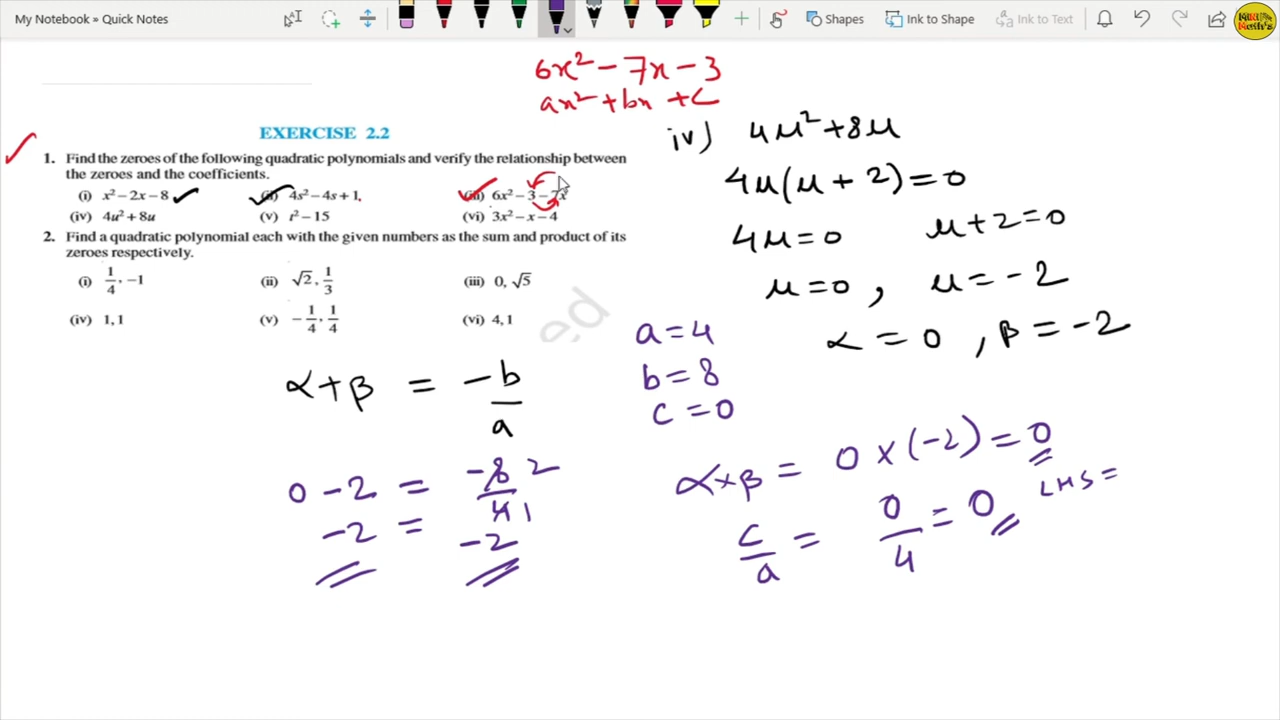 My Notebook » Quick Notes
Shapes
Ink to Shape
Ink to Text
6x² − 7x − 3
ax² + bx + c
EXERCISE 2.2
1. Find the zeroes of the following quadratic polynomials and verify the relationship between
the zeroes and the coefficients.
(i) x² – 2x – 8 (ii) 4s² – 4s + 1 (iii) 6x² – 3 – 7x
(iv) 4u² + 8u (v) t² – 15 (vi) 3x² – x – 4
2. Find a quadratic polynomial each with the given numbers as the sum and product of its
zeroes respectively.
(i) 1/4, –1 (ii) √2, 1/3 (iii) 0, √5
(iv) 1, 1 (v) –1/4, 1/4 (vi) 4, 1
iv) 4u² + 8u
4u(u + 2) = 0
4u = 0 u + 2 = 0
u = 0, u = −2
α = 0, β = −2
a = 4
b = 8
c = 0
α + β = −b/a
0 − 2 = −8/4 2 1
−2 = −2
α × β = 0 × (−2) = 0
c/a = 0/4 = 0
LHS =